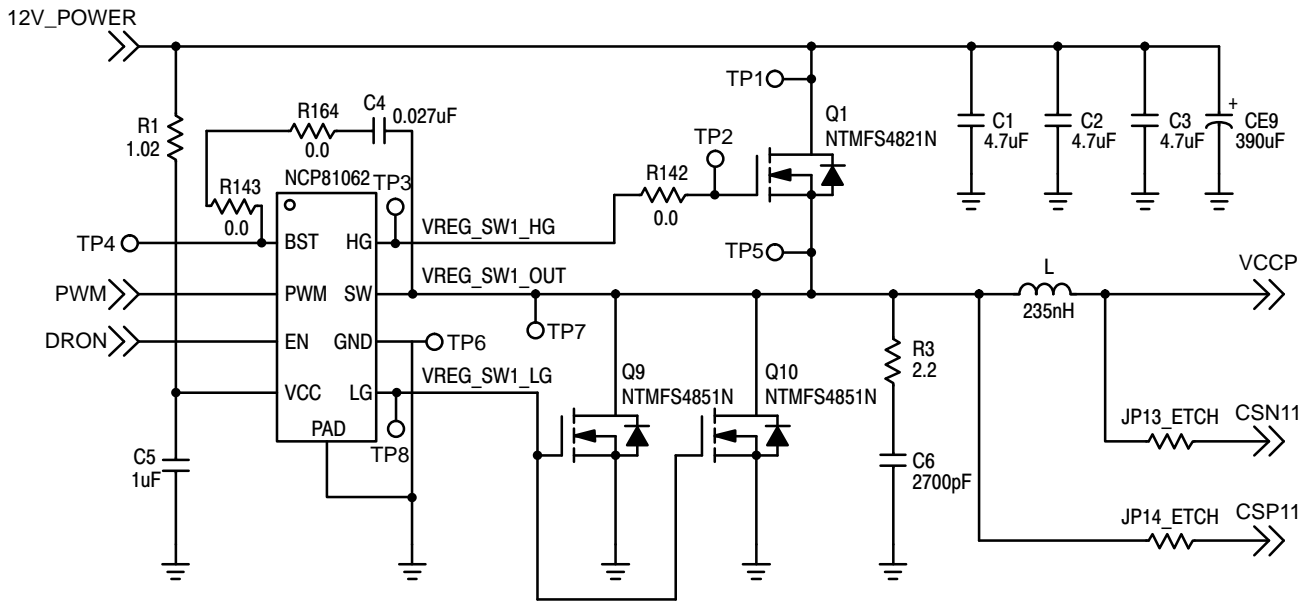 12V_POWER
TP1
R1
1.02
R164
0.0
C4
0.027uF
Q1
NTMFS4821N
C1
4.7uF
C2
4.7uF
C3
4.7uF
+
CE9
390uF
R143
0.0
NCP81062
TP3
TP2
R142
0.0
TP4
BST
HG
VREG_SW1_HG
TP5
PWM
PWM
SW
VREG_SW1_OUT
L
235nH
VCCP
DRON
EN
GND
TP6
TP7
R3
2.2
VCC
LG
VREG_SW1_LG
Q9
NTMFS4851N
Q10
NTMFS4851N
PAD
TP8
JP13_ETCH
CSN11
C5
1uF
C6
2700pF
JP14_ETCH
CSP11